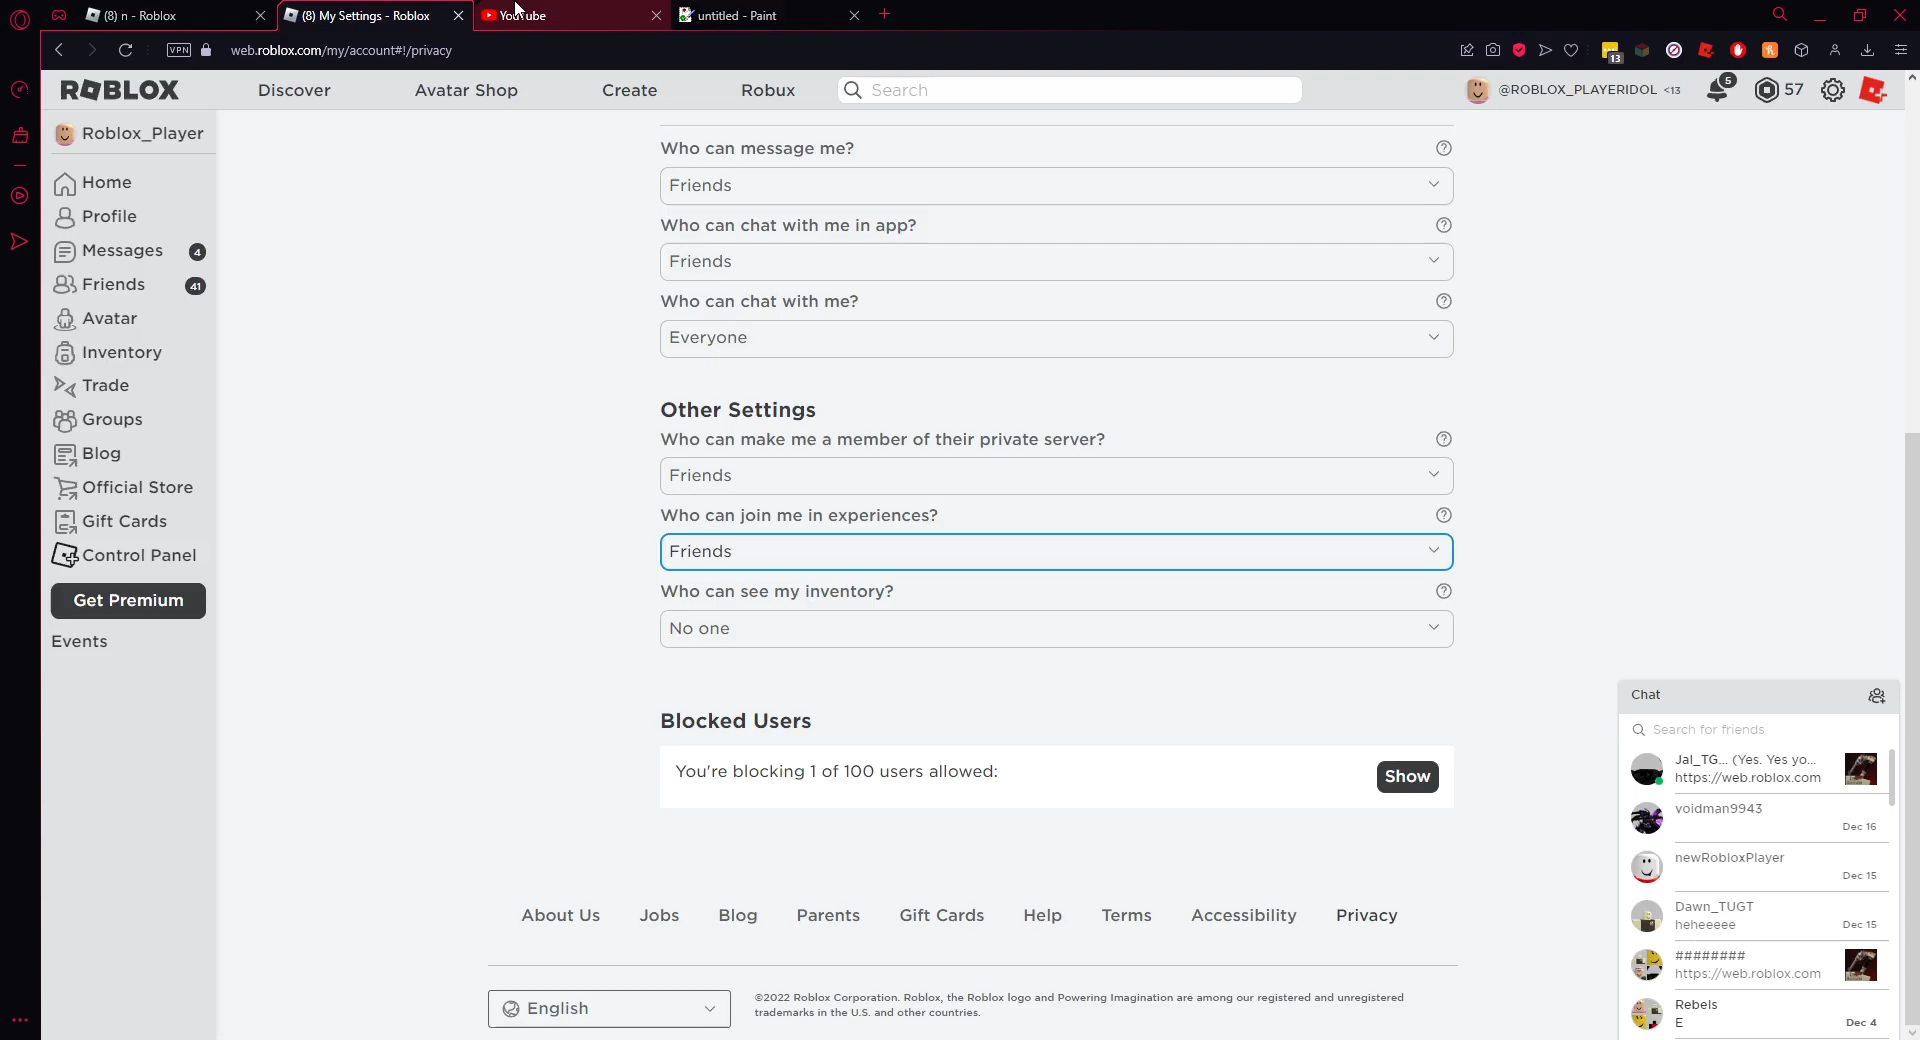 (8) n - Roblox
(8) My Settings - Roblox
YouTube
untitled - Paint
VPN
web.roblox.com/my/account#!/privacy
13
ROBLOX
Discover
Avatar Shop
Create
Robux
Search
@ROBLOX_PLAYERIDOL <13
5
57
Roblox_Player
Home
Profile
Messages 4
Friends 41
Avatar
Inventory
Trade
Groups
Blog
Official Store
Gift Cards
Control Panel
Get Premium
Events
Who can message me?
Friends
Who can chat with me in app?
Friends
Who can chat with me?
Everyone
Other Settings
Who can make me a member of their private server?
Friends
Who can join me in experiences?
Friends
Who can see my inventory?
No one
Blocked Users
You're blocking 1 of 100 users allowed:
Show
About Us Jobs Blog Parents Gift Cards Help Terms Accessibility Privacy
English
©2022 Roblox Corporation. Roblox, the Roblox logo and Powering Imagination are among our registered and unregistered
trademarks in the U.S. and other countries.
Chat
Search for friends
Jal_TG... (Yes. Yes yo...
https://web.roblox.com
voidman9943
Dec 16
newRobloxPlayer
Dec 15
Dawn_TUGT
heheeeee Dec 15
########
https://web.roblox.com
Rebels
E Dec 4